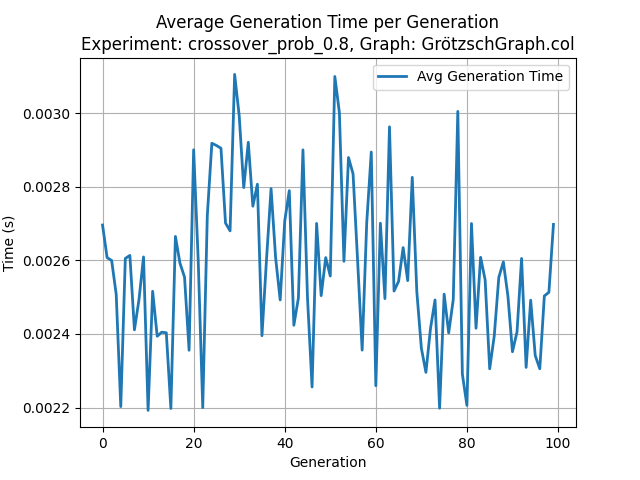 Average Generation Time per Generation
Experiment: crossover_prob_0.8, Graph: GrötzschGraph.col
Avg Generation Time
0.0030
0.0028
0.0026
0.0024
0.0022
Time (s)
0 20 40 60 80 100
Generation